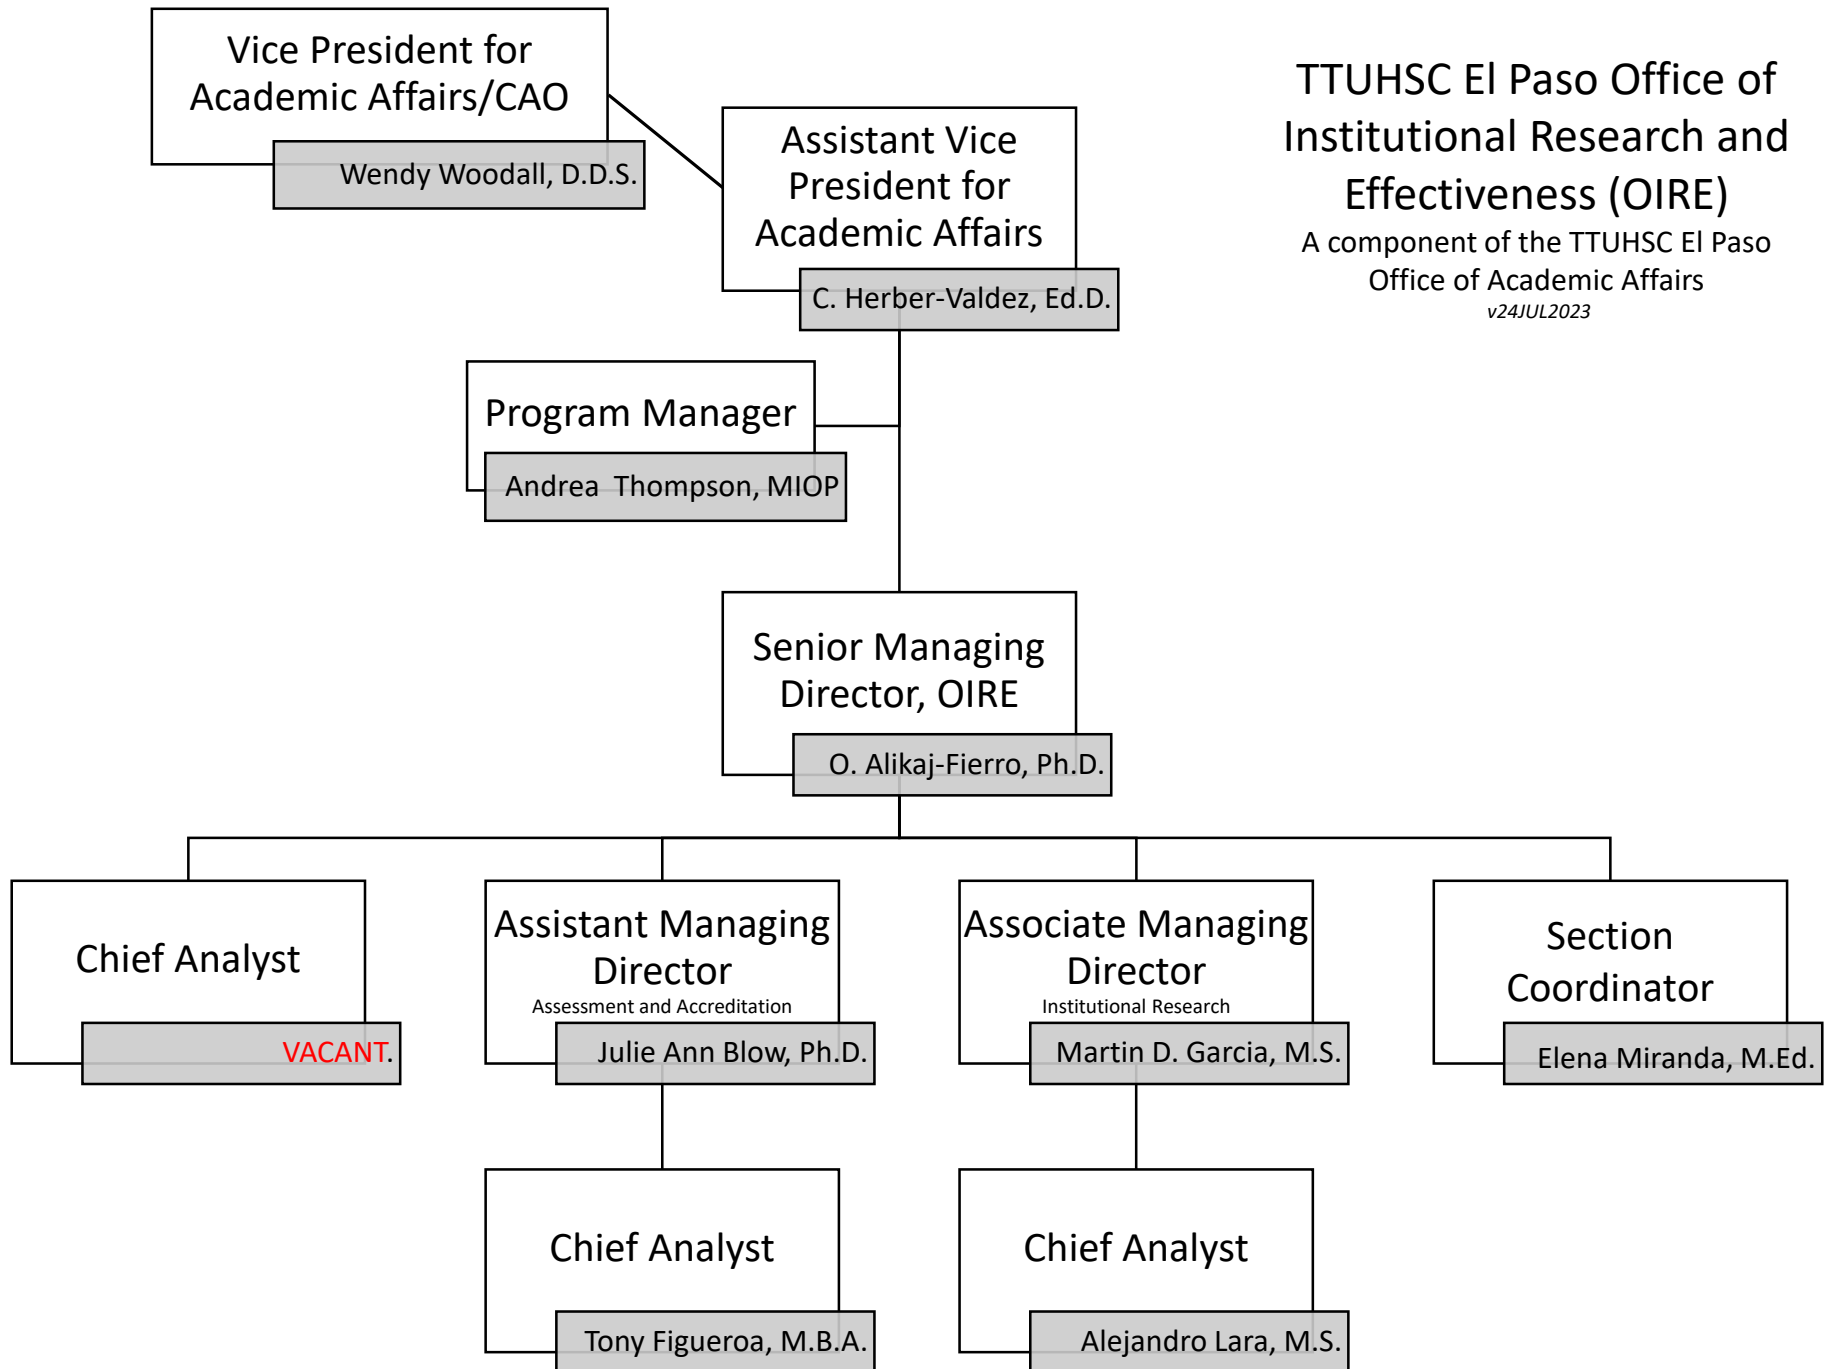 Vice President for
Academic Affairs/CAO
Wendy Woodall, D.D.S.
TTUHSC El Paso Office of
Institutional Research and
Effectiveness (OIRE)
A component of the TTUHSC El Paso
Office of Academic Affairs
v24JUL2023
Assistant Vice
President for
Academic Affairs
C. Herber-Valdez, Ed.D.
Program Manager
Andrea  Thompson, MIOP
Senior Managing
Director, OIRE
O. Alikaj-Fierro, Ph.D.
Chief Analyst
VACANT.
Assistant Managing
Director
Assessment and Accreditation
Julie Ann Blow, Ph.D.
Associate Managing
Director
Institutional Research
Martin D. Garcia, M.S.
Section
Coordinator
Elena Miranda, M.Ed.
Chief Analyst
Tony Figueroa, M.B.A.
Chief Analyst
Alejandro Lara, M.S.